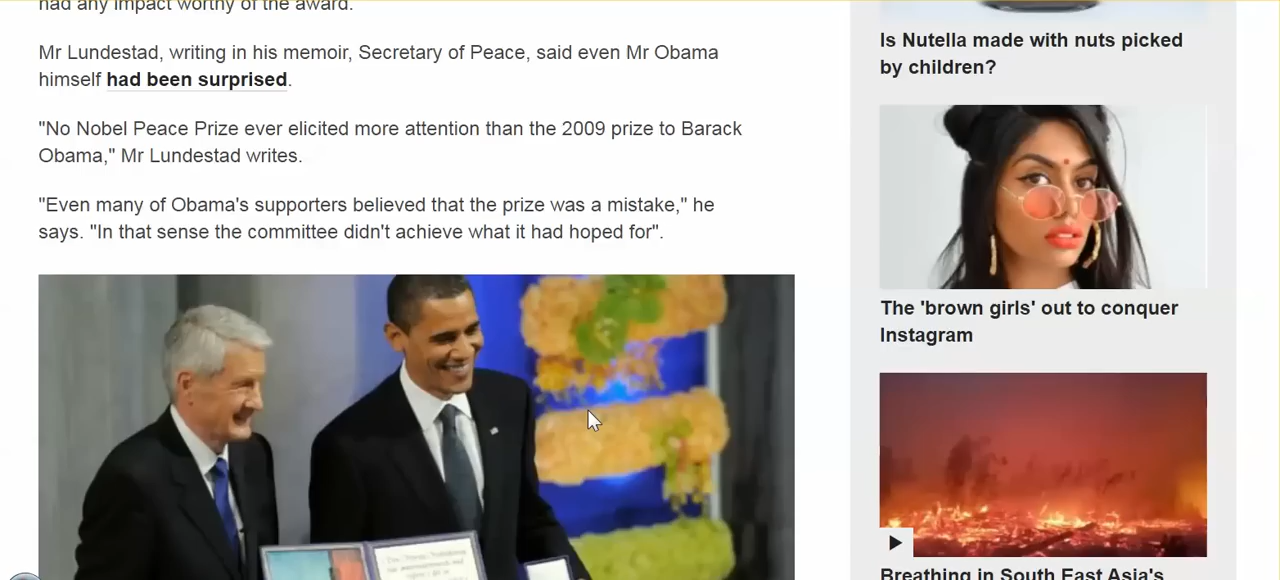 had any impact worthy of the award.
Mr Lundestad, writing in his memoir, Secretary of Peace, said even Mr Obama
himself had been surprised.
"No Nobel Peace Prize ever elicited more attention than the 2009 prize to Barack
Obama," Mr Lundestad writes.
"Even many of Obama's supporters believed that the prize was a mistake," he
says. "In that sense the committee didn't achieve what it had hoped for".
Is Nutella made with nuts picked
by children?
The 'brown girls' out to conquer
Instagram
Breathing in South East Asia's